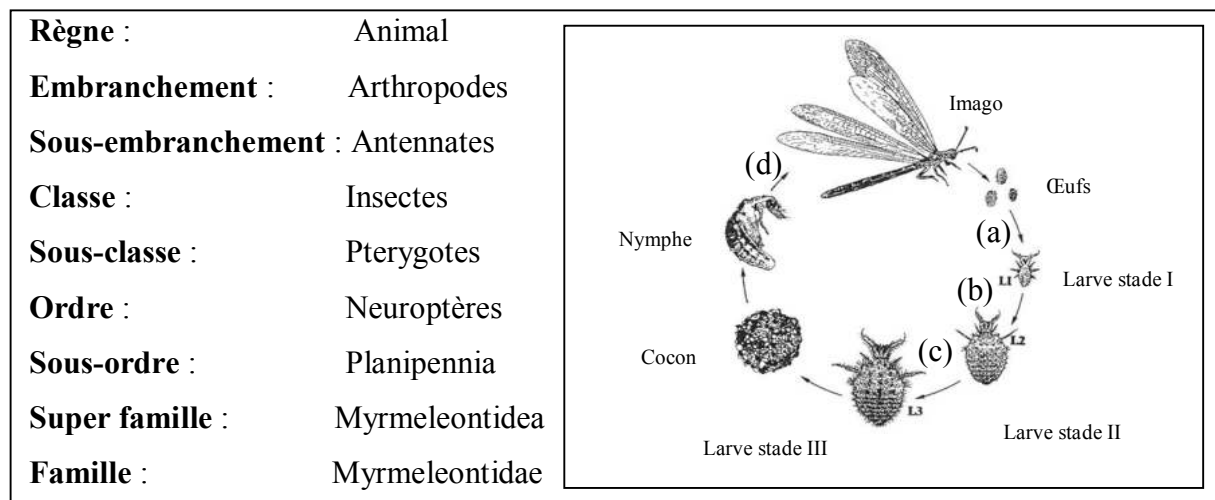 Règne : Animal
Embranchement : Arthropodes
Sous-embranchement : Antennates
Classe : Insectes
Sous-classe : Pterygotes
Ordre : Neuroptères
Sous-ordre : Planipennia
Super famille : Myrmeleontidea
Famille : Myrmeleontidae
Imago
(d)
Œufs
(a)
Nymphe
L1
Larve stade I
(b)
L2
Cocon
(c)
L3
Larve stade II
Larve stade III